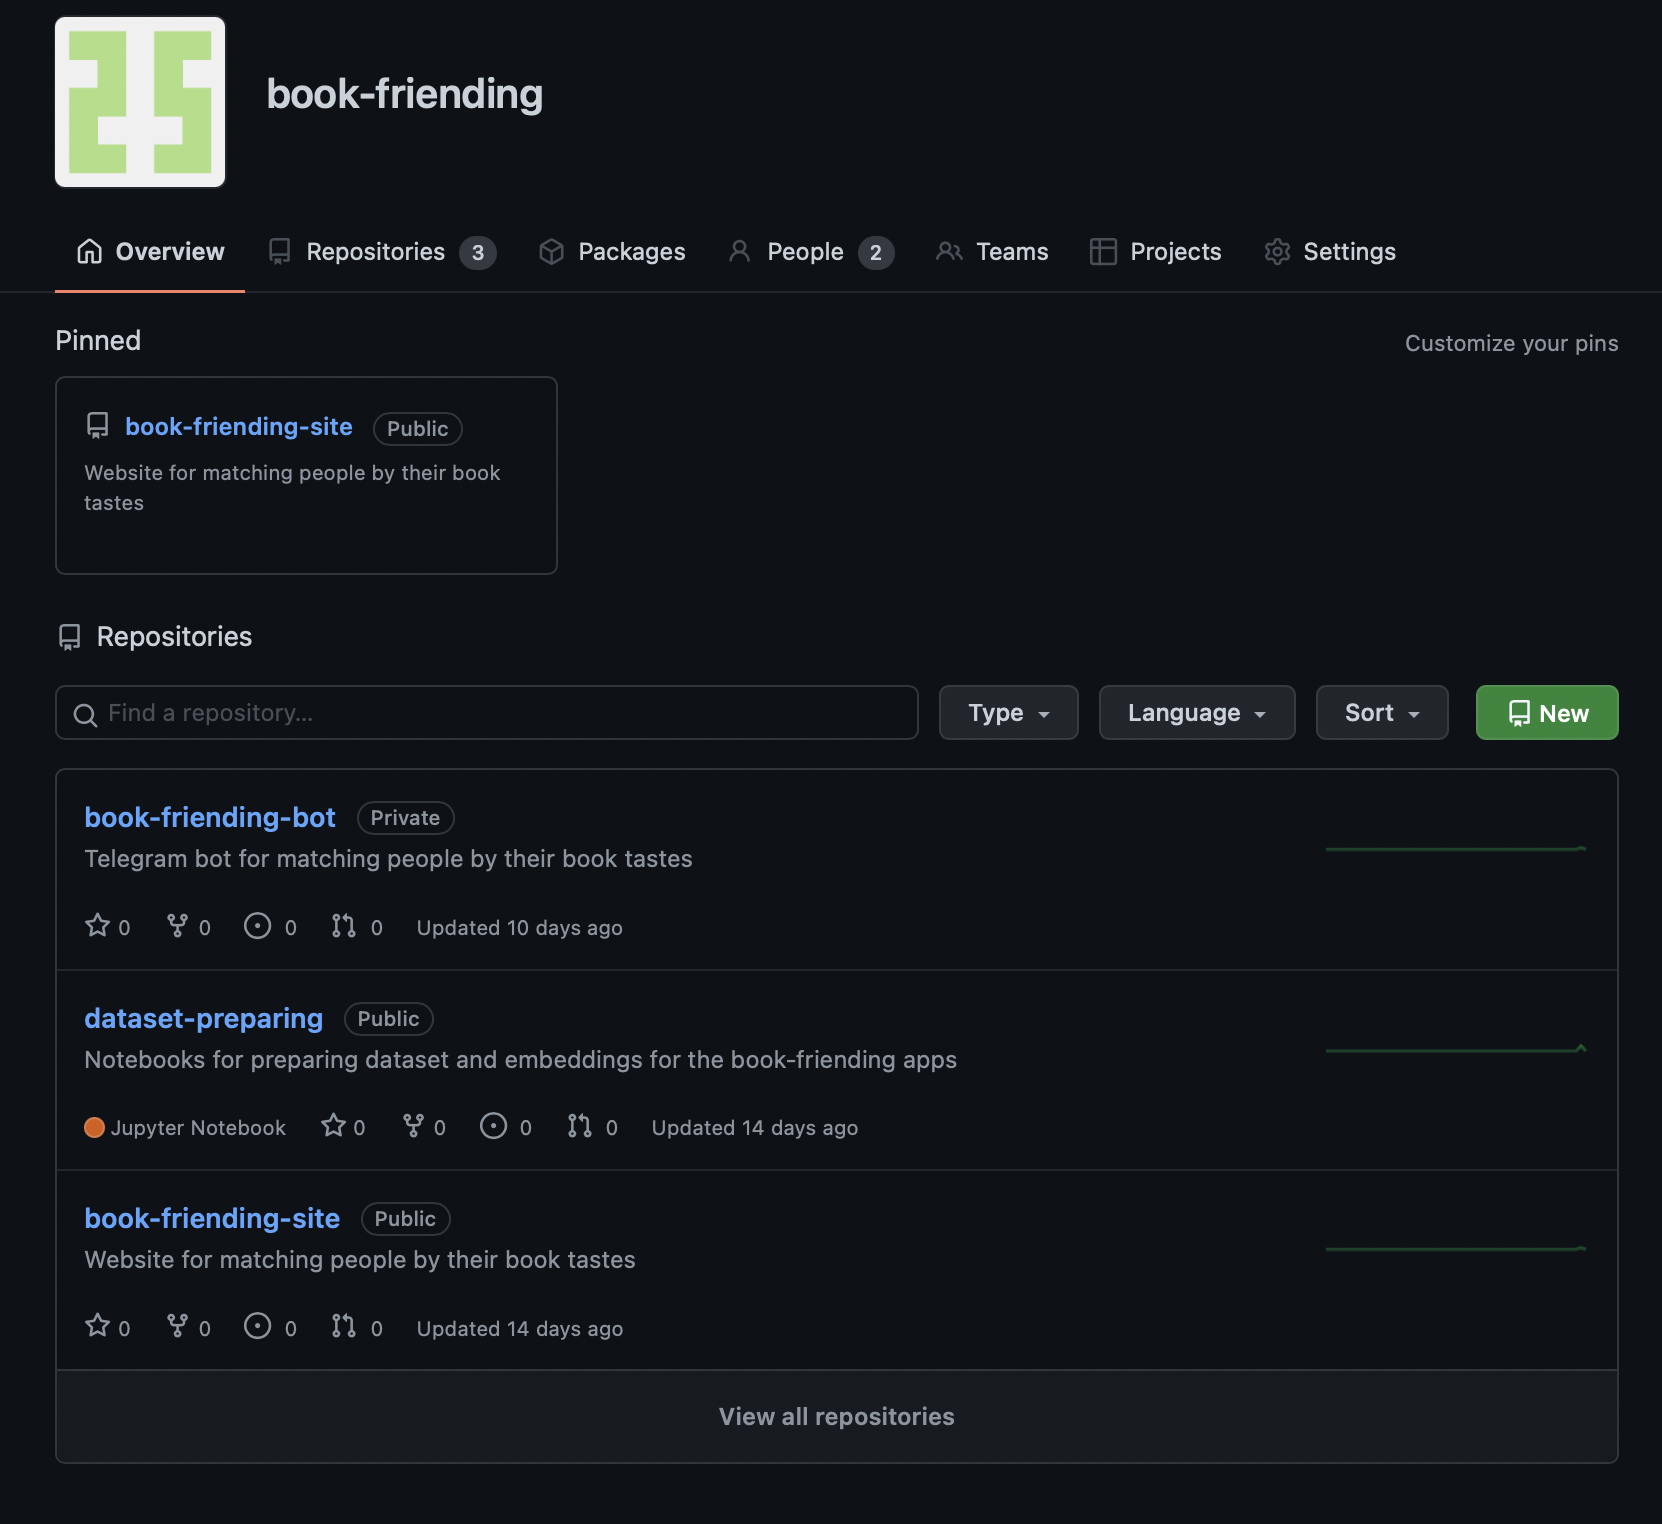 book-friending
Overview Repositories 3 Packages People 2 Teams Projects Settings
Pinned Customize your pins
book-friending-site Public
Website for matching people by their book
tastes
Repositories
Find a repository... Type Language Sort New
book-friending-bot Private
Telegram bot for matching people by their book tastes
0 0 0 0 Updated 10 days ago
dataset-preparing Public
Notebooks for preparing dataset and embeddings for the book-friending apps
Jupyter Notebook 0 0 0 0 Updated 14 days ago
book-friending-site Public
Website for matching people by their book tastes
0 0 0 0 Updated 14 days ago
View all repositories